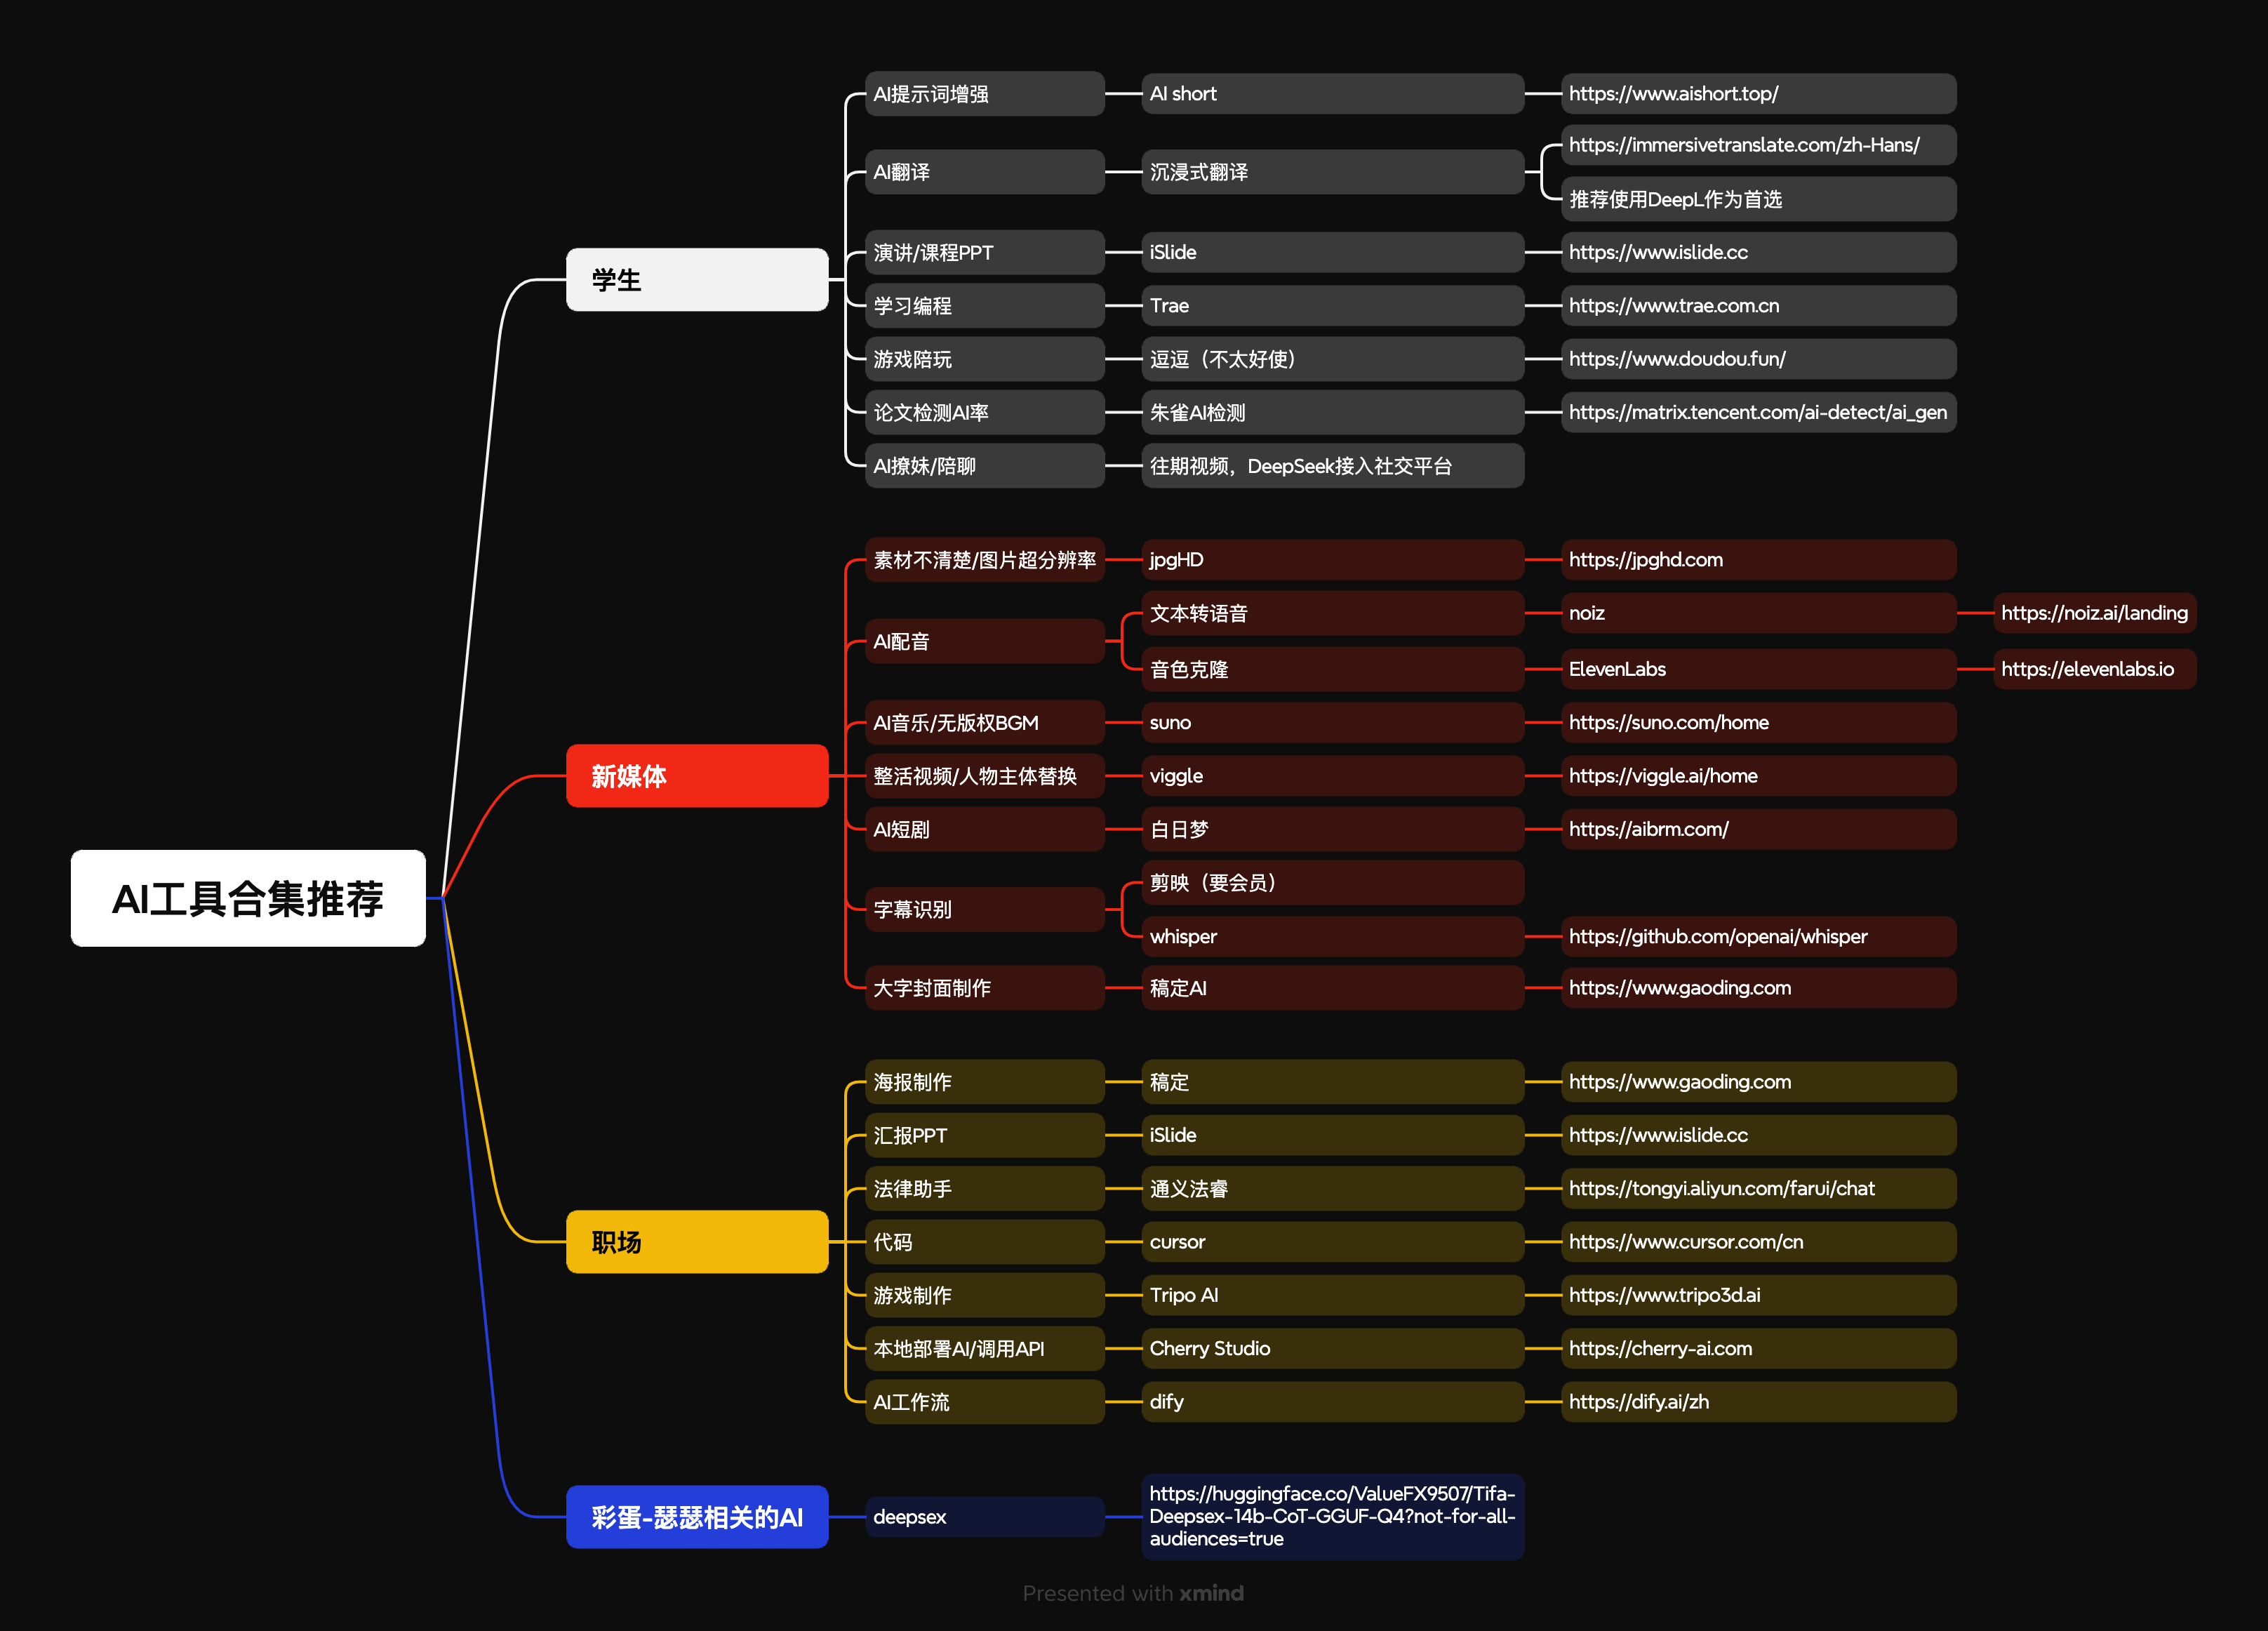 AI工具合集推荐
学生
AI提示词增强
AI short
https://www.aishort.top/
AI翻译
沉浸式翻译
https://immersivetranslate.com/zh-Hans/
推荐使用DeepL作为首选
演讲/课程PPT
iSlide
https://www.islide.cc
学习编程
Trae
https://www.trae.com.cn
游戏陪玩
逗逗（不太好使）
https://www.doudou.fun/
论文检测AI率
朱雀AI检测
https://matrix.tencent.com/ai-detect/ai_gen
AI撩妹/陪聊
往期视频，DeepSeek接入社交平台
新媒体
素材不清楚/图片超分辨率
jpgHD
https://jpghd.com
AI配音
文本转语音
noiz
https://noiz.ai/landing
音色克隆
ElevenLabs
https://elevenlabs.io
AI音乐/无版权BGM
suno
https://suno.com/home
整活视频/人物主体替换
viggle
https://viggle.ai/home
AI短剧
白日梦
https://aibrm.com/
字幕识别
剪映（要会员）
whisper
https://github.com/openai/whisper
大字封面制作
稿定AI
https://www.gaoding.com
职场
海报制作
稿定
https://www.gaoding.com
汇报PPT
iSlide
https://www.islide.cc
法律助手
通义法睿
https://tongyi.aliyun.com/farui/chat
代码
cursor
https://www.cursor.com/cn
游戏制作
Tripo AI
https://www.tripo3d.ai
本地部署AI/调用API
Cherry Studio
https://cherry-ai.com
AI工作流
dify
https://dify.ai/zh
彩蛋-瑟瑟相关的AI
deepsex
https://huggingface.co/ValueFX9507/Tifa-
Deepsex-14b-CoT-GGUF-Q4?not-for-all-
audiences=true
Presented with xmind